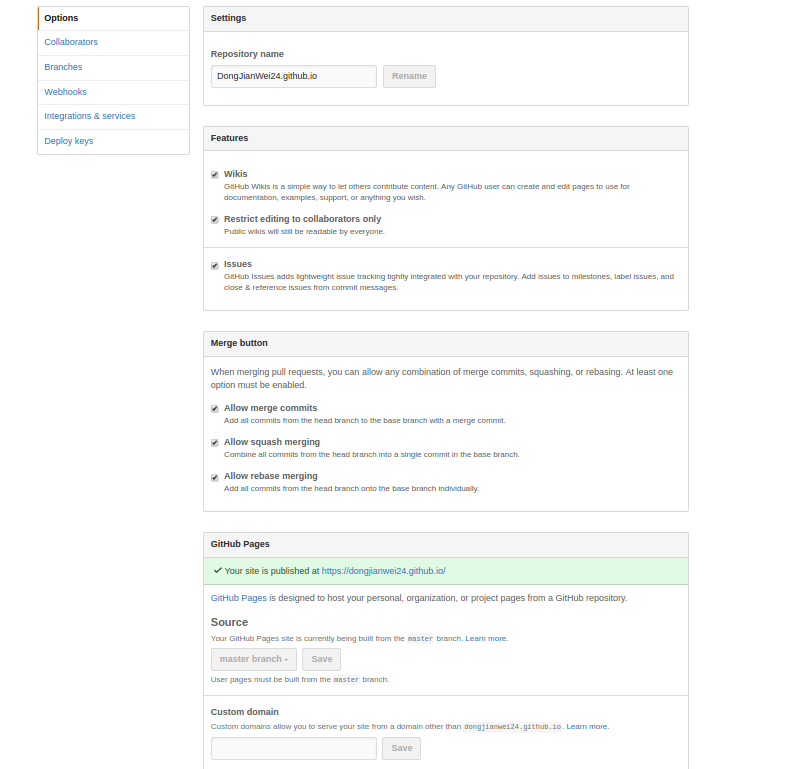 Options
Collaborators
Branches
Webhooks
Integrations & services
Deploy keys
Settings
Repository name
DongJianWei24.github.io
Rename
Features
Wikis
GitHub Wikis is a simple way to let others contribute content. Any GitHub user can create and edit pages to use for
documentation, examples, support, or anything you wish.
Restrict editing to collaborators only
Public wikis will still be readable by everyone.
Issues
GitHub Issues adds lightweight issue tracking tightly integrated with your repository. Add issues to milestones, label issues, and
close & reference issues from commit messages.
Merge button
When merging pull requests, you can allow any combination of merge commits, squashing, or rebasing. At least one
option must be enabled.
Allow merge commits
Add all commits from the head branch to the base branch with a merge commit.
Allow squash merging
Combine all commits from the head branch into a single commit in the base branch.
Allow rebase merging
Add all commits from the head branch onto the base branch individually.
GitHub Pages
Your site is published at https://dongjianwei24.github.io/
GitHub Pages is designed to host your personal, organization, or project pages from a GitHub repository.
Source
Your GitHub Pages site is currently being built from the master branch. Learn more.
master branch Save
User pages must be built from the master branch.
Custom domain
Custom domains allow you to serve your site from a domain other than dongjianwei24.github.io. Learn more.
Save